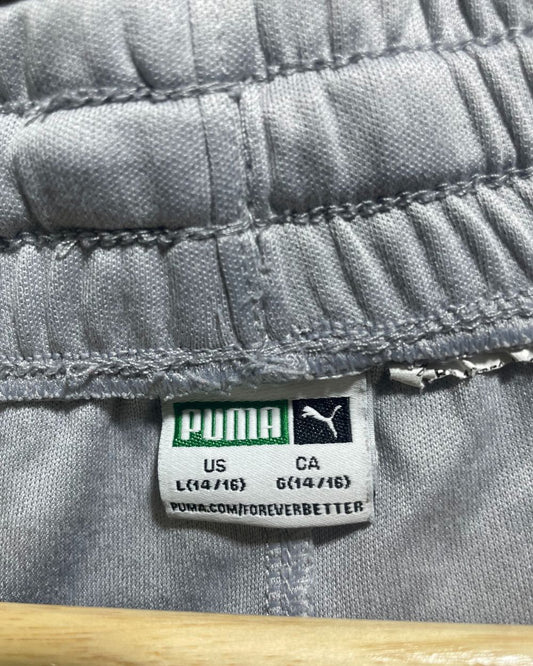 PUMA
US CA
L(14/16) G(14/16)
PUMA.COM/FOREVERBETTER